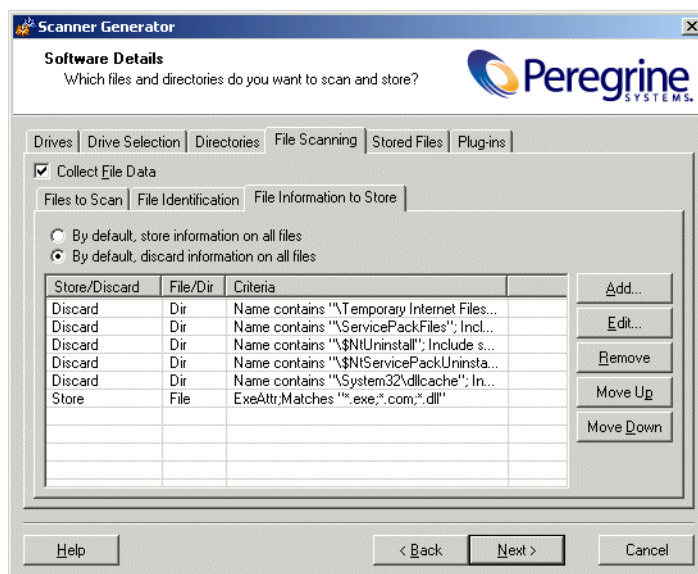 Scanner Generator
Software Details
Which files and directories do you want to scan and store?
Peregrine
SYSTEMS.
Drives Drive Selection Directories File Scanning Stored Files Plug-ins
Collect File Data
Files to Scan File Identification File Information to Store
By default, store information on all files
By default, discard information on all files
Store/Discard File/Dir Criteria
Discard Dir Name contains "\Temporary Internet Files...
Discard Dir Name contains "\ServicePackFiles"; Incl...
Discard Dir Name contains "\$NtUninstall"; Include s...
Discard Dir Name contains "\$NtServicePackUninsta...
Discard Dir Name contains "\System32\dllcache"; In...
Store File ExeAttr;Matches "*.exe;*.com;*.dll"
Add...
Edit...
Remove
Move Up
Move Down
Help
< Back
Next >
Cancel